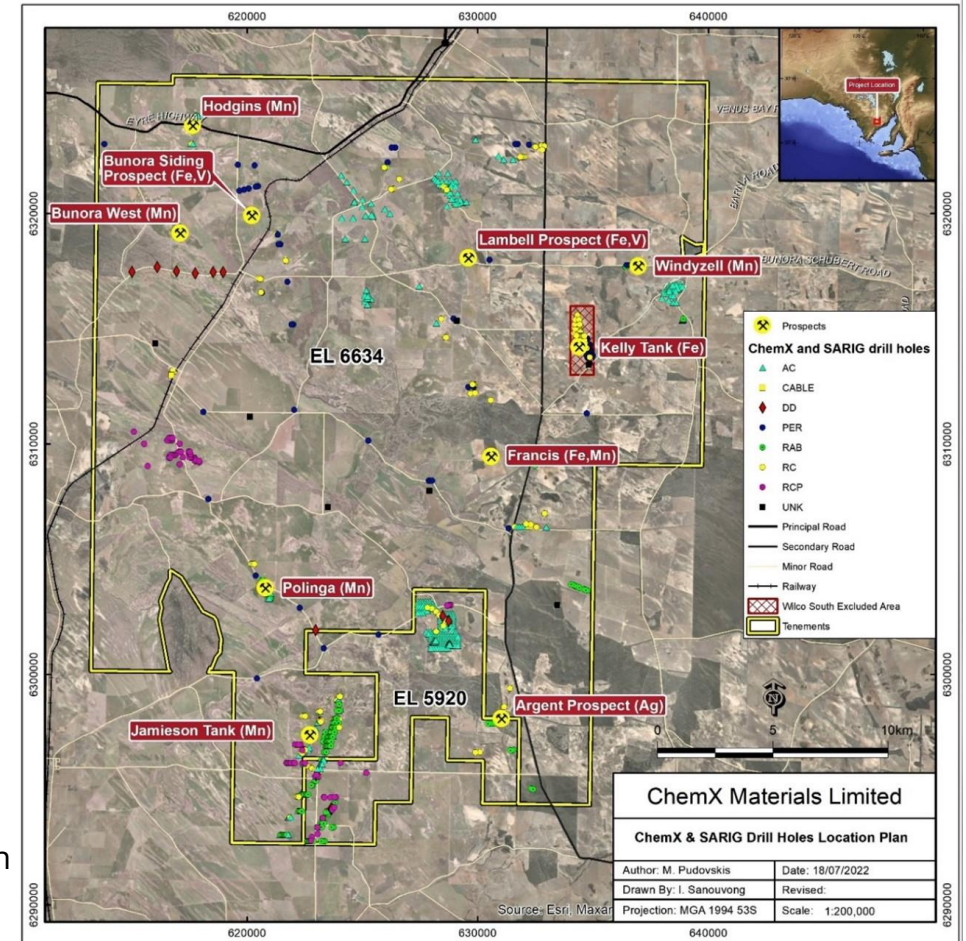 620000
630000
640000
Hodgins (Mn)
EYRE HIGHWAY
Bunora Siding
Prospect (Fe,V)
Bunora West (Mn)
Lambell Prospect (Fe,V)
Windyzell (Mn)
BUNORA SCHUBERT ROAD
ROAD
VENUS BAY
BARNA ROAD
Project Location
6320000
6320000
EL 6634
Kelly Tank (Fe)
Francis (Fe,Mn)
6310000
6310000
Polinga (Mn)
6300000
6300000
EL 5920
Argent Prospect (Ag)
Jamieson Tank (Mn)
6290000
6290000
Prospects
ChemX and SARIG drill holes
AC
CABLE
DD
PER
RAB
RC
RCP
UNK
Principal Road
Secondary Road
Minor Road
Railway
Wilco South Excluded Area
Tenements
N
0 5 10km
ChemX Materials Limited
ChemX & SARIG Drill Holes Location Plan
Author: M. Pudovskis
Date: 18/07/2022
Drawn By: I. Sanouvong
Revised:
Projection: MGA 1994 53S
Scale: 1:200,000
Source: Esri, Maxar
620000
630000
640000
n